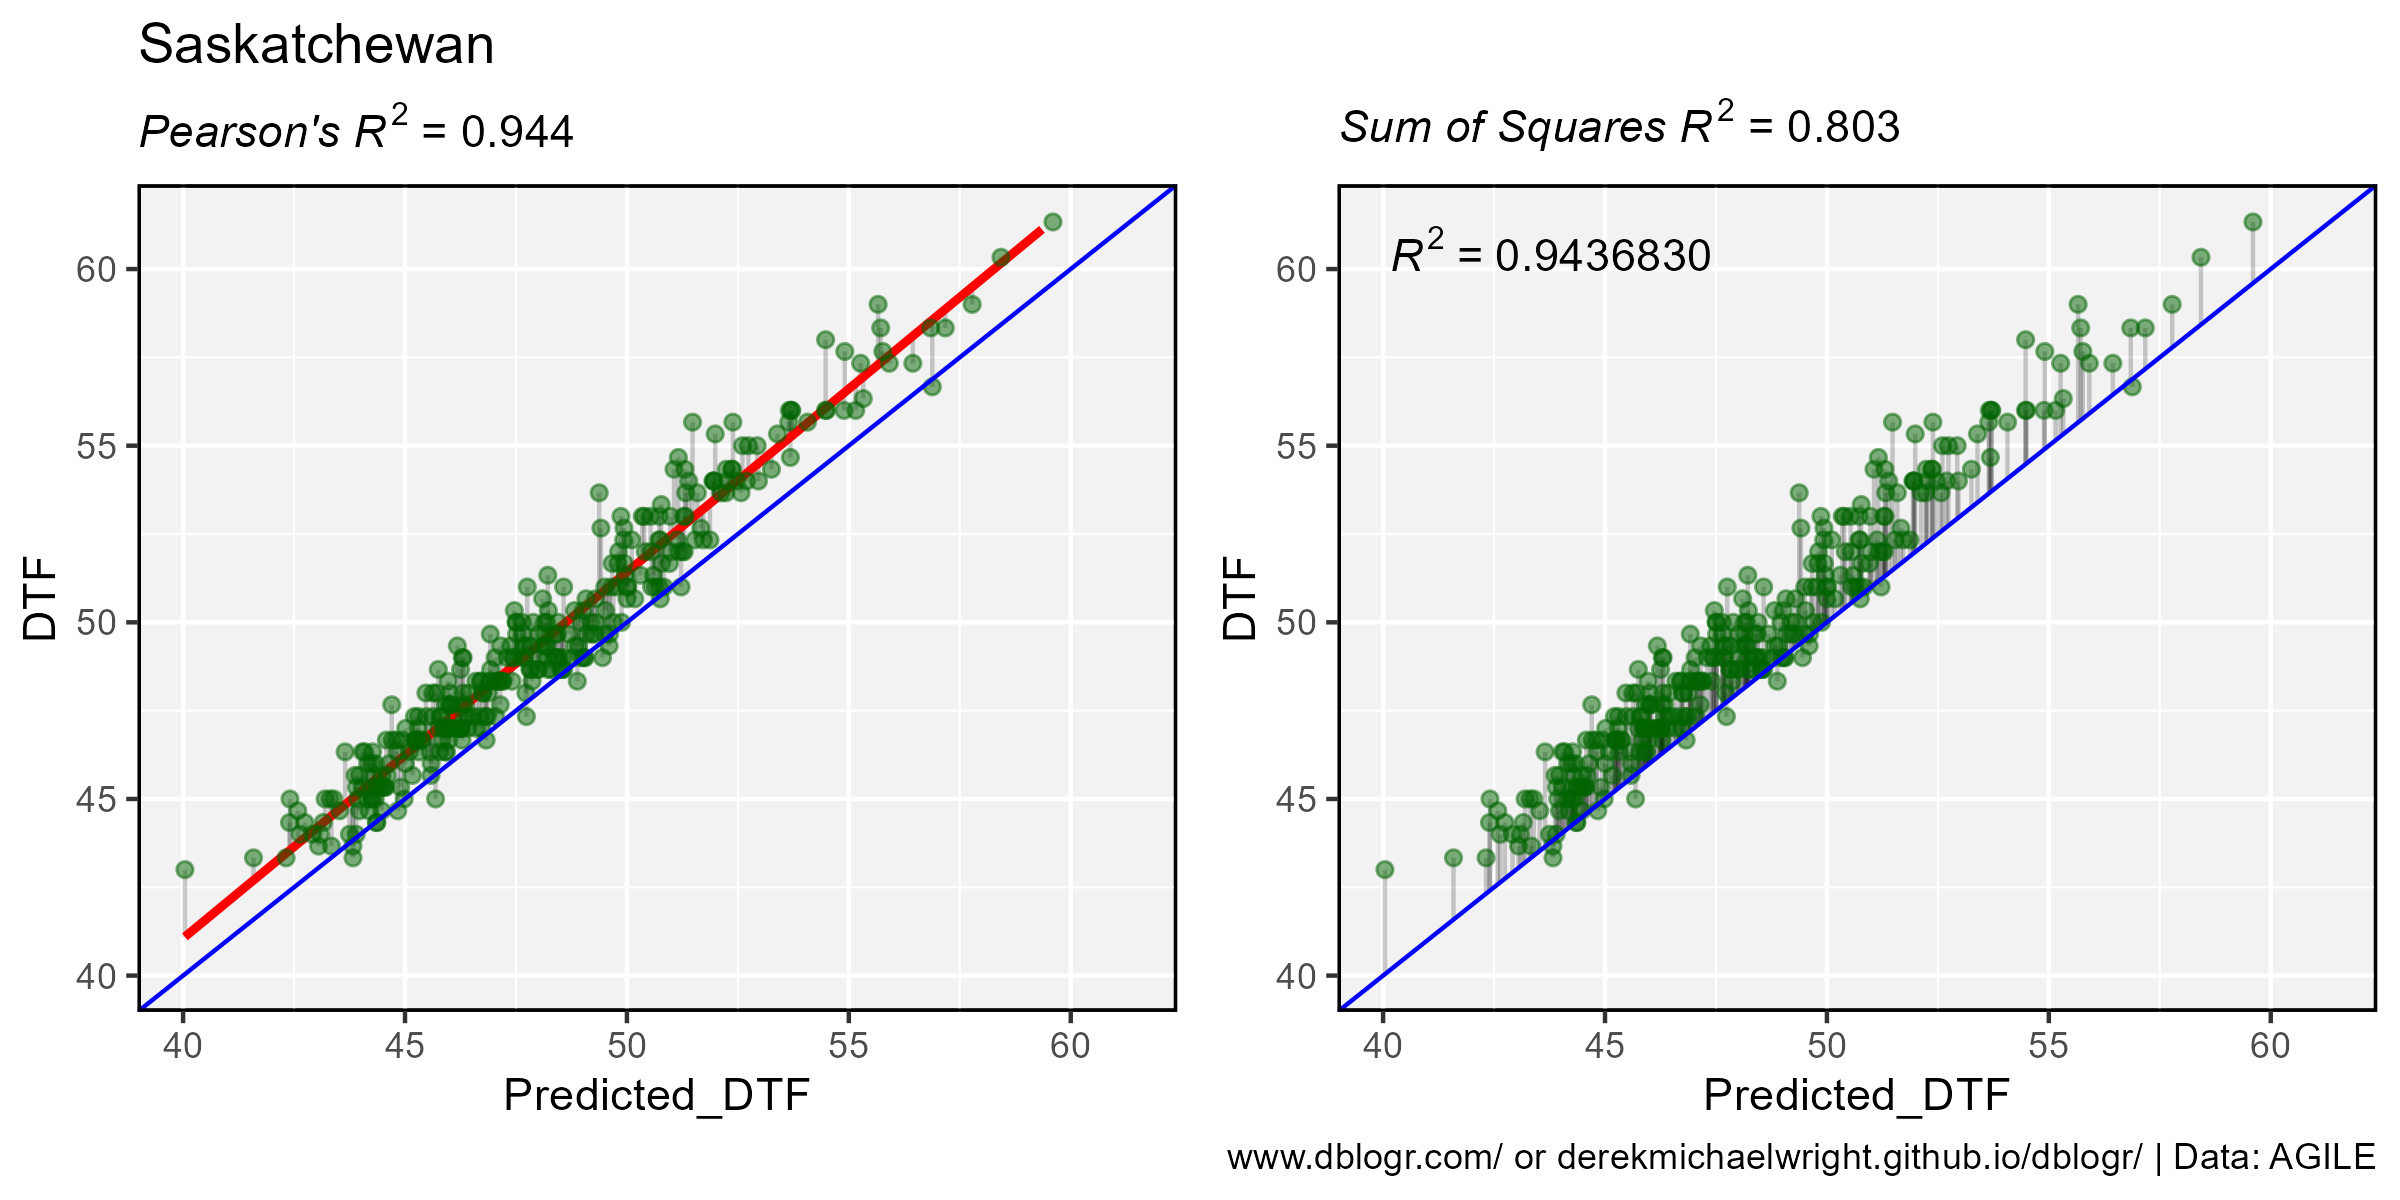 Saskatchewan
Pearson's R² = 0.944
Sum of Squares R² = 0.803
R² = 0.9436830
60
55
50
45
40
DTF
40 45 50 55 60
Predicted_DTF
60
55
50
45
40
DTF
40 45 50 55 60
Predicted_DTF
www.dblogr.com/ or derekmichaelwright.github.io/dblogr/ | Data: AGILE